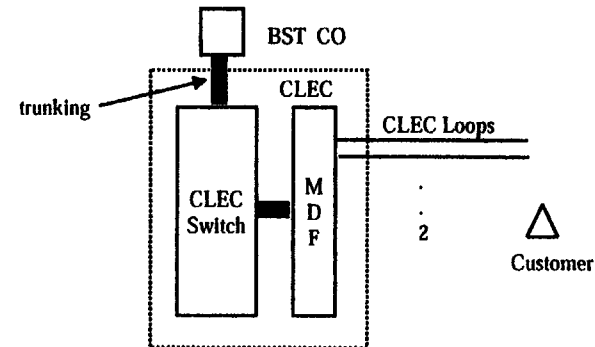 BST CO
trunking
CLEC
CLEC Loops
CLEC
Switch
M
D
F
.
.
2
Customer